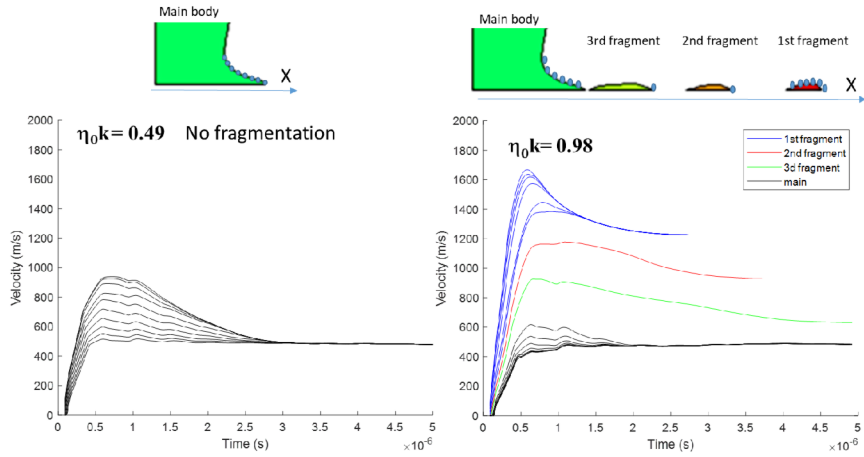 Main body
X
η₀k= 0.49 No fragmentation
2000
1800
1600
1400
1200
1000
800
600
400
200
0
Velocity (m/s)
0 0.5 1 1.5 2 2.5 3 3.5 4 4.5 5
Time (s)
×10⁻⁶
Main body
3rd fragment 2nd fragment 1st fragment
X
η₀k= 0.98
1st fragment
2nd fragment
3d fragment
main
2000
1800
1600
1400
1200
1000
800
600
400
200
0
Velocity (m/s)
0 0.5 1 1.5 2 2.5 3 3.5 4 4.5 5
Time (s)
×10⁻⁶